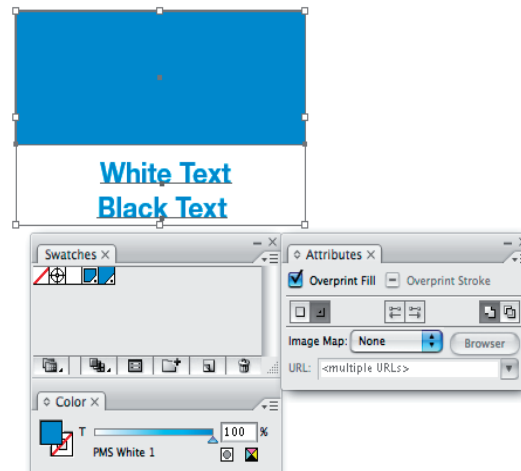 White Text
Black Text
Swatches ×
Attributes ×
Overprint Fill Overprint Stroke
Image Map: None Browser
URL: <multiple URLs>
Color ×
T 100 %
PMS White 1